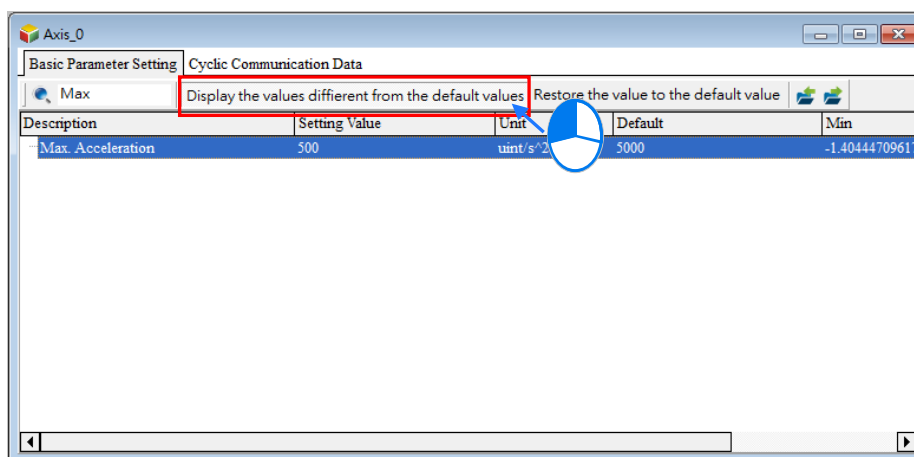 Axis_0
Basic Parameter Setting Cyclic Communication Data
Max Display the values diffierent from the default values Restore the value to the default value
Description Setting Value Unit Default Min
Max. Acceleration 500 uint/s^2 5000 -1.4044470961